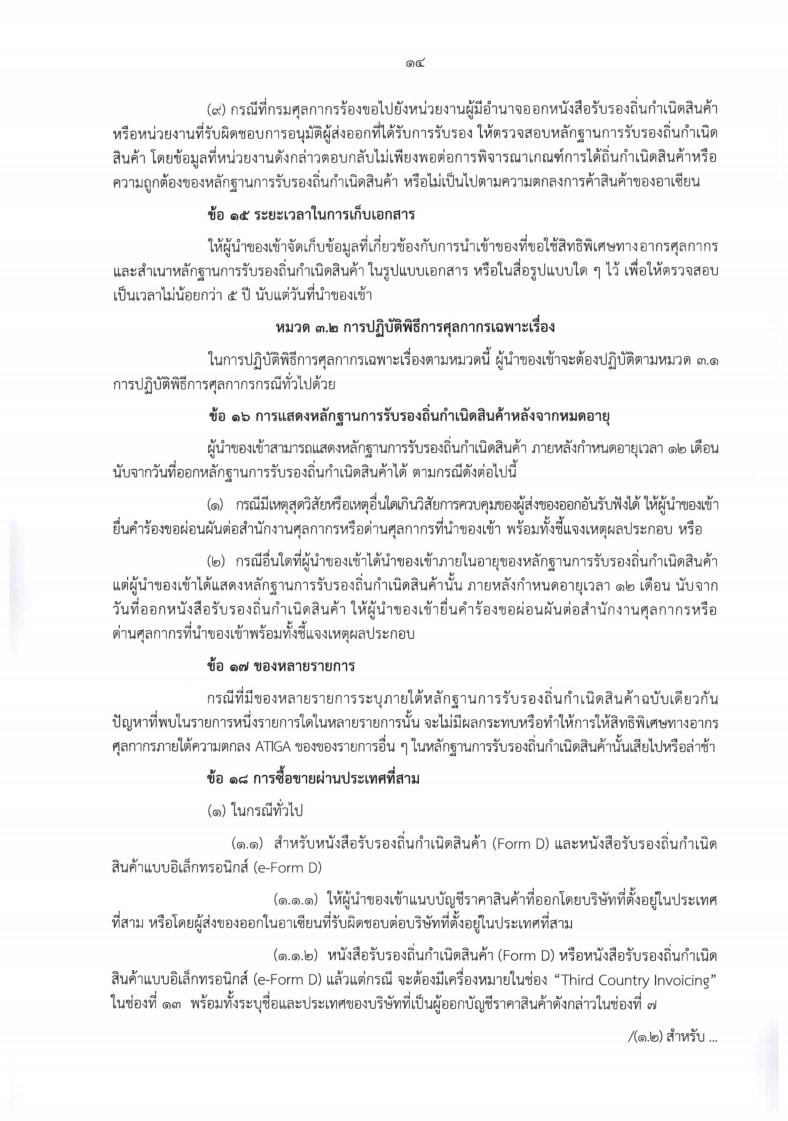 ๑๔
(๙) กรณีที่กรมศุลกากรร้องขอไปยังหน่วยงานผู้มีอำนาจออกหนังสือรับรองถิ่นกำเนิดสินค้า
หรือหน่วยงานที่รับผิดชอบการอนุมัติผู้ส่งออกที่ได้รับการรับรอง ให้ตรวจสอบหลักฐานการรับรองถิ่นกำเนิด
สินค้า โดยข้อมูลที่หน่วยงานดังกล่าวตอบกลับไม่เพียงพอต่อการพิจารณาเกณฑ์การได้ถิ่นกำเนิดสินค้าหรือ
ความถูกต้องของหลักฐานการรับรองถิ่นกำเนิดสินค้า หรือไม่เป็นไปตามความตกลงการค้าสินค้าของอาเซียน
ข้อ ๑๕ ระยะเวลาในการเก็บเอกสาร
ให้ผู้นำของเข้าจัดเก็บข้อมูลที่เกี่ยวข้องกับการนำเข้าของที่ขอใช้สิทธิพิเศษทางอากรศุลกากร
และสำเนาหลักฐานการรับรองถิ่นกำเนิดสินค้า ในรูปแบบเอกสาร หรือในสื่อรูปแบบใด ๆ ไว้ เพื่อให้ตรวจสอบ
เป็นเวลาไม่น้อยกว่า ๕ ปี นับแต่วันที่นำของเข้า
หมวด ๓.๒ การปฏิบัติพิธีการศุลกากรเฉพาะเรื่อง
ในการปฏิบัติพิธีการศุลกากรเฉพาะเรื่องตามหมวดนี้ ผู้นำของเข้าจะต้องปฏิบัติตามหมวด ๓.๑
การปฏิบัติพิธีการศุลกากรกรณีทั่วไปด้วย
ข้อ ๑๖ การแสดงหลักฐานการรับรองถิ่นกำเนิดสินค้าหลังจากหมดอายุ
ผู้นำของเข้าสามารถแสดงหลักฐานการรับรองถิ่นกำเนิดสินค้า ภายหลังกำหนดอายุเวลา ๑๒ เดือน
นับจากวันที่ออกหลักฐานการรับรองถิ่นกำเนิดสินค้าได้ ตามกรณีดังต่อไปนี้
(๑) กรณีมีเหตุสุดวิสัยหรือเหตุอื่นใดเกินวิสัยการควบคุมของผู้ส่งของออกอันรับฟังได้ ให้ผู้นำของเข้า
ยื่นคำร้องขอผ่อนผันต่อสำนักงานศุลกากรหรือด่านศุลกากรที่นำของเข้า พร้อมทั้งชี้แจงเหตุผลประกอบ หรือ
(๒) กรณีอื่นใดที่ผู้นำของเข้าได้นำของเข้าภายในอายุของหลักฐานการรับรองถิ่นกำเนิดสินค้า
แต่ผู้นำของเข้าได้แสดงหลักฐานการรับรองถิ่นกำเนิดสินค้านั้น ภายหลังกำหนดอายุเวลา ๑๒ เดือน นับจาก
วันที่ออกหนังสือรับรองถิ่นกำเนิดสินค้า ให้ผู้นำของเข้ายื่นคำร้องขอผ่อนผันต่อสำนักงานศุลกากรหรือ
ด่านศุลกากรที่นำของเข้าพร้อมทั้งชี้แจงเหตุผลประกอบ
ข้อ ๑๗ ของหลายรายการ
กรณีที่มีของหลายรายการระบุภายใต้หลักฐานการรับรองถิ่นกำเนิดสินค้าฉบับเดียวกัน
ปัญหาที่พบในรายการหนึ่งรายการใดในหลายรายการนั้น จะไม่มีผลกระทบหรือทำให้การให้สิทธิพิเศษทางอากร
ศุลกากรภายใต้ความตกลง ATIGA ของของรายการอื่น ๆ ในหลักฐานการรับรองถิ่นกำเนิดสินค้านั้นเสียไปหรือล่าช้า
ข้อ ๑๘ การซื้อขายผ่านประเทศที่สาม
(๑) ในกรณีทั่วไป
(๑.๑) สำหรับหนังสือรับรองถิ่นกำเนิดสินค้า (Form D) และหนังสือรับรองถิ่นกำเนิด
สินค้าแบบอิเล็กทรอนิกส์ (e-Form D)
(๑.๑.๑) ให้ผู้นำของเข้าแนบบัญชีราคาสินค้าที่ออกโดยบริษัทที่ตั้งอยู่ในประเทศ
ที่สาม หรือโดยผู้ส่งของออกในอาเซียนที่รับผิดชอบต่อบริษัทที่ตั้งอยู่ในประเทศที่สาม
(๑.๑.๒) หนังสือรับรองถิ่นกำเนิดสินค้า (Form D) หรือหนังสือรับรองถิ่นกำเนิด
สินค้าแบบอิเล็กทรอนิกส์ (e-Form D) แล้วแต่กรณี จะต้องมีเครื่องหมายในช่อง “Third Country Invoicing”
ในช่องที่ ๑๓ พร้อมทั้งระบุชื่อและประเทศของบริษัทที่เป็นผู้ออกบัญชีราคาสินค้าดังกล่าวในช่องที่ ๗
/(๑.๒) สำหรับ ...